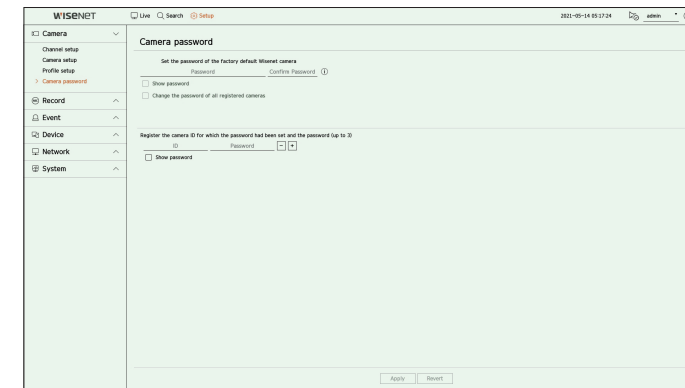 WISENET
Live Search Setup 2021-05-14 05:17:24 admin
Camera
Channel setup
Camera setup
Profile setup
> Camera password
Record
Event
Device
Network
System
Camera password
Set the password of the factory default Wisenet camera
Password Confirm Password
Show password
Change the password of all registered cameras
Register the camera ID for which the password had been set and the password (up to 3)
ID Password - +
Show password
Apply Revert